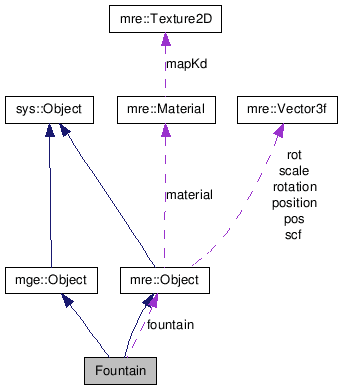 mre::Texture2D
mapKd
sys::Object
mre::Material
mre::Vector3f
rot
scale
rotation
position
pos
scf
material
mge::Object
mre::Object
fountain
Fountain